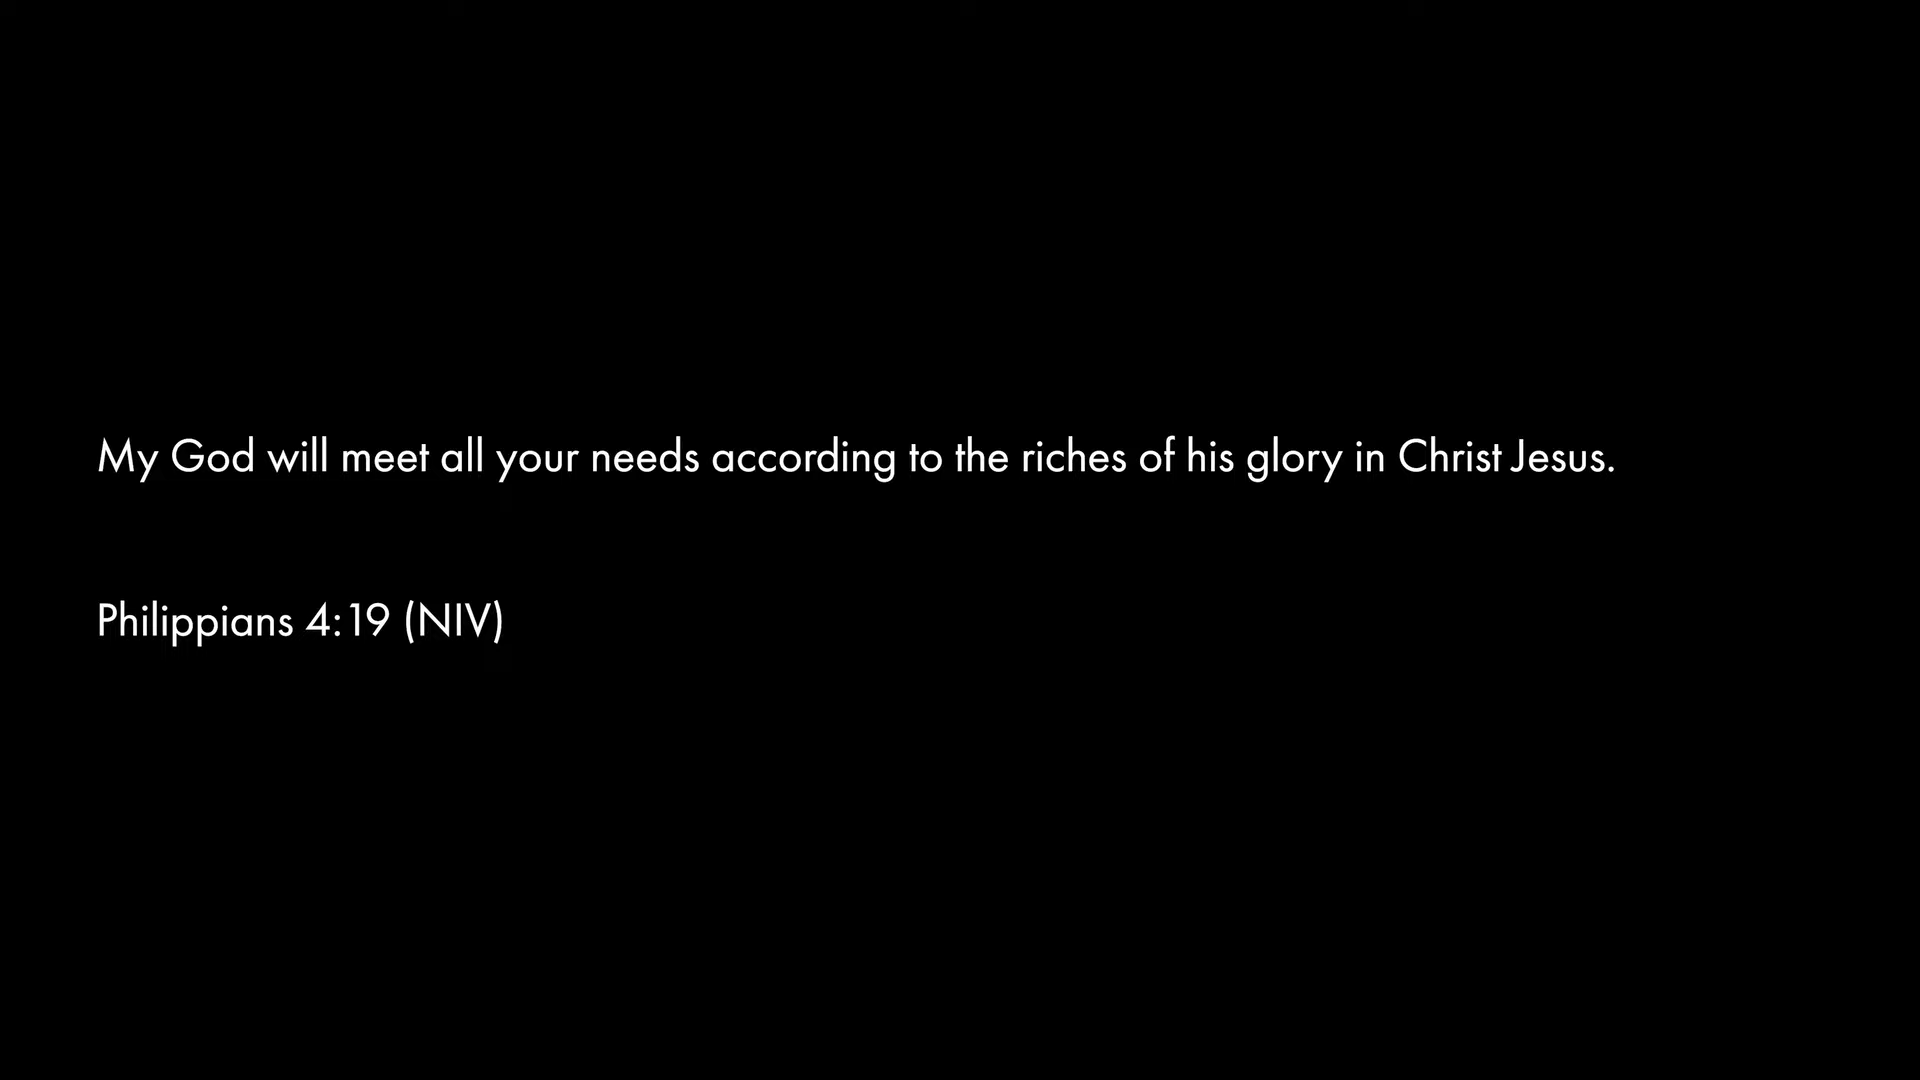 My God will meet all your needs according to the riches of his glory in Christ Jesus.
Philippians 4:19 (NIV)